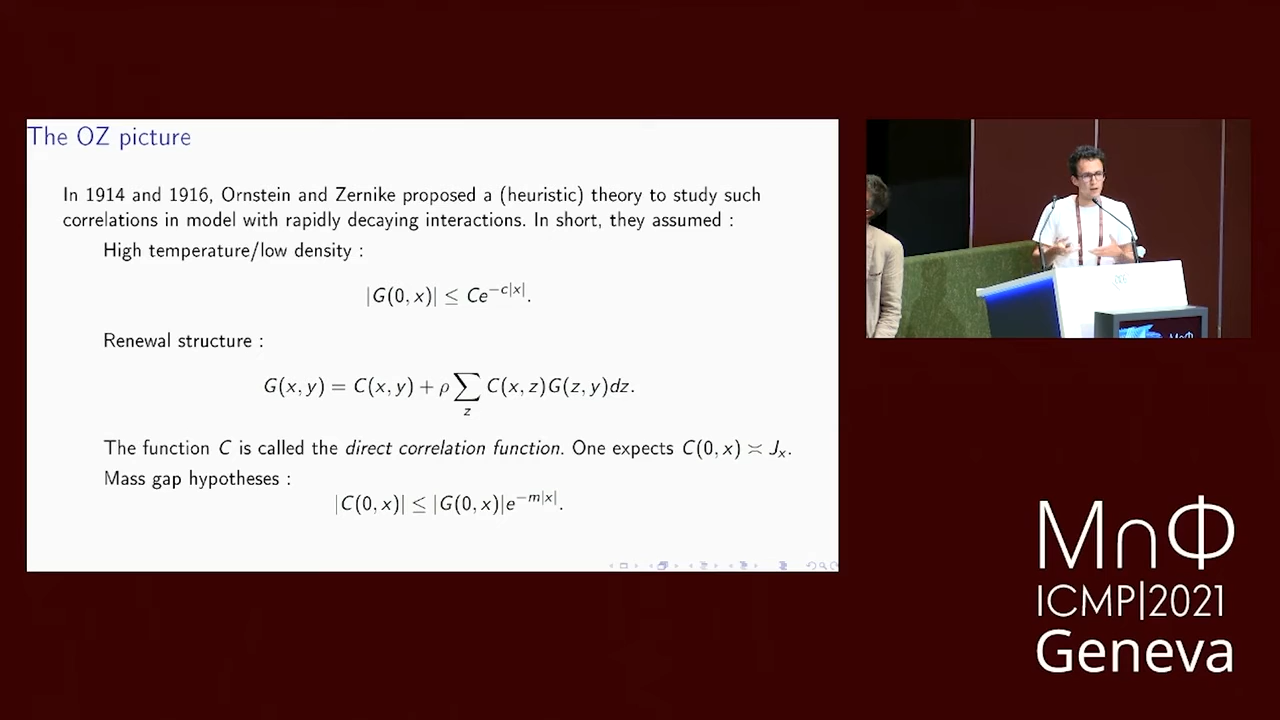 The OZ picture
In 1914 and 1916, Ornstein and Zernike proposed a (heuristic) theory to study such
correlations in model with rapidly decaying interactions. In short, they assumed :
High temperature/low density :
|G(0, x)| ≤ Ce^{−c|x|}.
Renewal structure :
G(x, y) = C(x, y) + ρ ∑_z C(x, z)G(z, y)dz.
The function C is called the direct correlation function. One expects C(0, x) ≍ J_x.
Mass gap hypotheses :
|C(0, x)| ≤ |G(0, x)|e^{−m|x|}.
M∩Φ
ICMP|2021
Geneva
M∩Φ